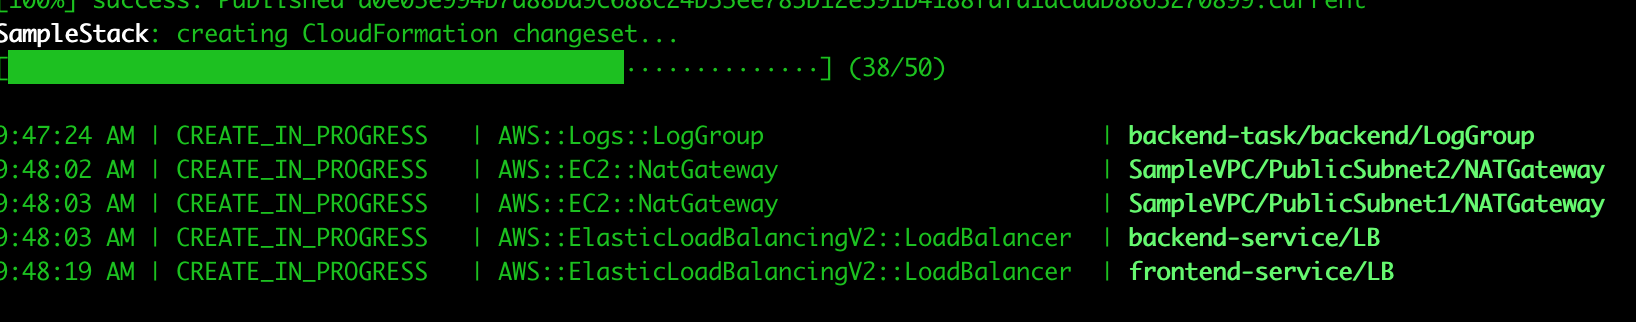 [100%] success: Published
SampleStack: creating CloudFormation changeset...
[··············] (38/50)
9:47:24 AM | CREATE_IN_PROGRESS | AWS::Logs::LogGroup | backend-task/backend/LogGroup
9:48:02 AM | CREATE_IN_PROGRESS | AWS::EC2::NatGateway | SampleVPC/PublicSubnet2/NATGateway
9:48:03 AM | CREATE_IN_PROGRESS | AWS::EC2::NatGateway | SampleVPC/PublicSubnet1/NATGateway
9:48:03 AM | CREATE_IN_PROGRESS | AWS::ElasticLoadBalancingV2::LoadBalancer | backend-service/LB
9:48:19 AM | CREATE_IN_PROGRESS | AWS::ElasticLoadBalancingV2::LoadBalancer | frontend-service/LB